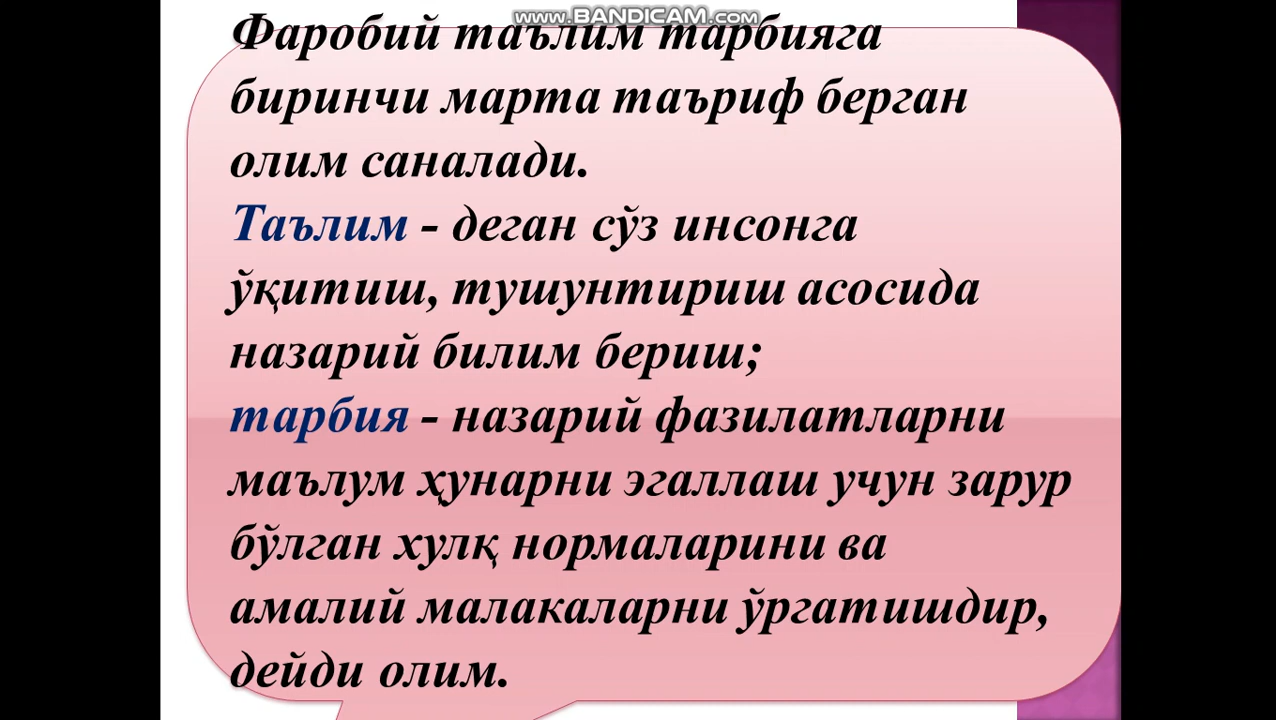 www.BANDICAM.com
Фаробий таълим тарбияга
биринчи марта таъриф берган
олим саналади.
Таълим - деган сўз инсонга
ўқитиш, тушунтириш асосида
назарий билим бериш;
тарбия - назарий фазилатларни
маълум ҳунарни эгаллаш учун зарур
бўлган хулқ нормаларини ва
амалий малакаларни ўргатишдир,
дейди олим.